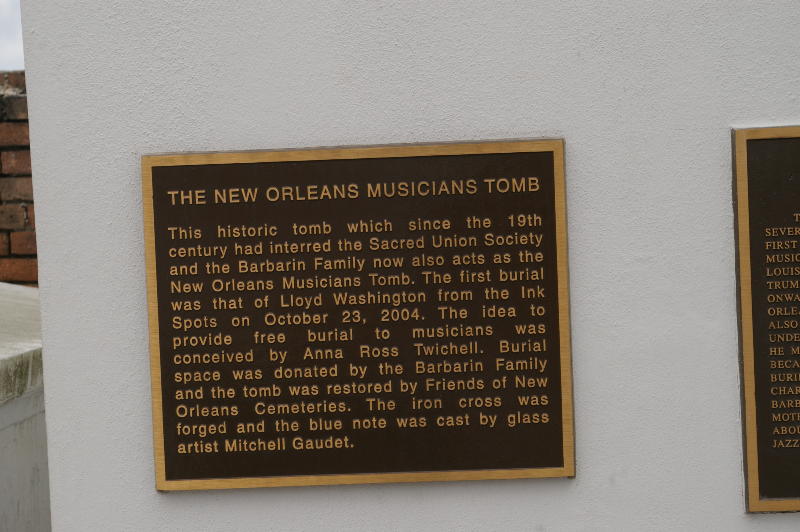 THE NEW ORLEANS MUSICIANS TOMB
This historic tomb which since the 19th
century had interred the Sacred Union Society
and the Barbarin Family now also acts as the
New Orleans Musicians Tomb. The first burial
was that of Lloyd Washington from the Ink
Spots on October 23, 2004. The idea to
provide free burial to musicians was
conceived by Anna Ross Twichell. Burial
space was donated by the Barbarin Family
and the tomb was restored by Friends of New
Orleans Cemeteries. The iron cross was
forged and the blue note was cast by glass
artist Mitchell Gaudet.
FIRST
ALSO
HE
JAZZ